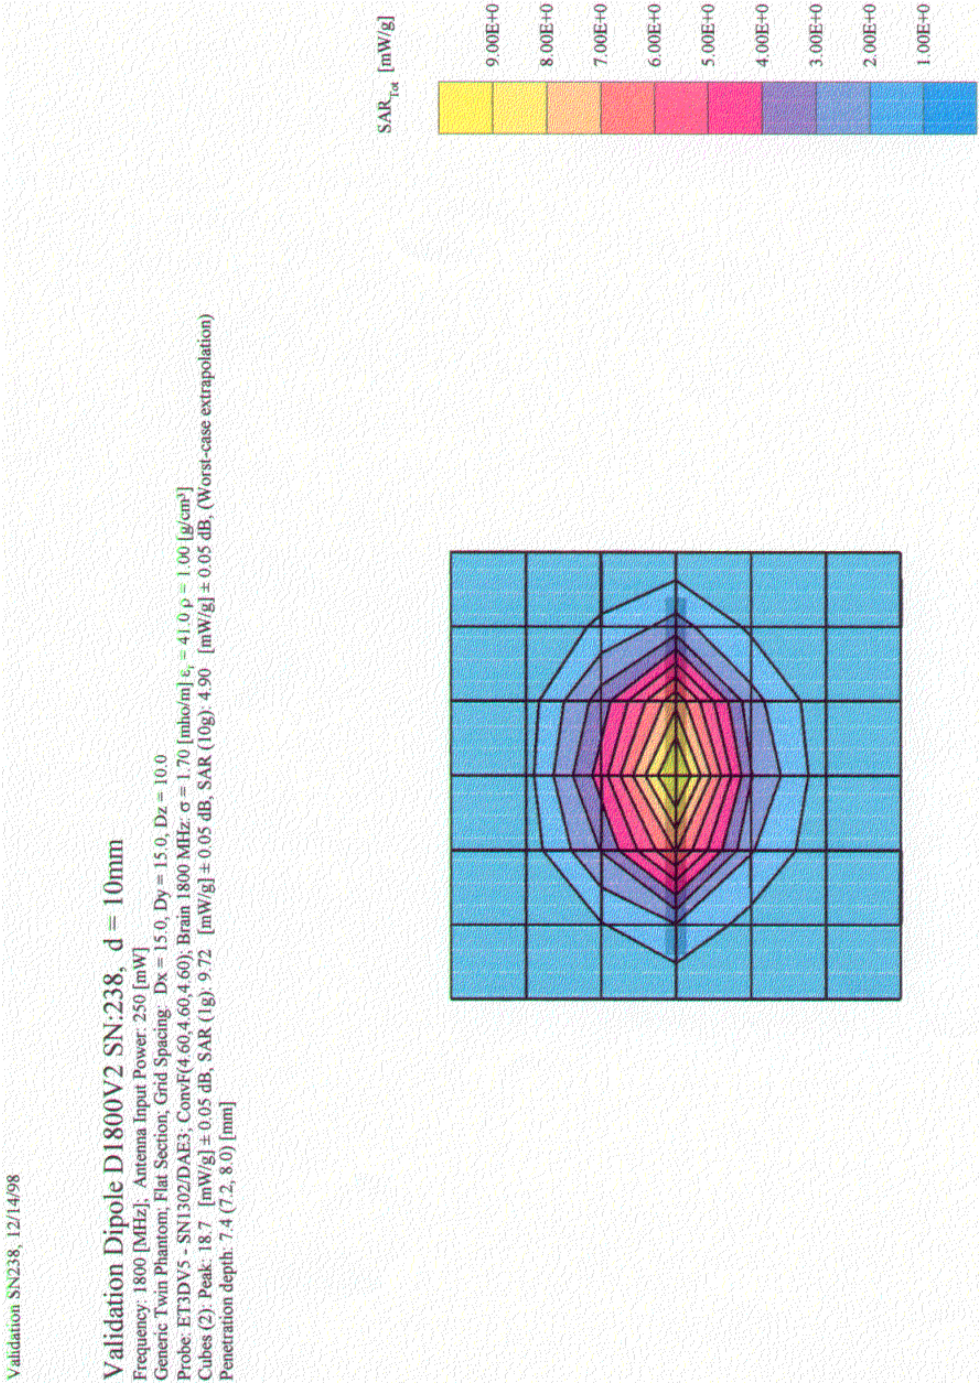 Validation SN238, 12/14/98
Validation Dipole D1800V2 SN:238, d = 10mm
Frequency: 1800 [MHz]; Antenna Input Power: 250 [mW]
Generic Twin Phantom; Flat Section; Grid Spacing: Dx = 15.0, Dy = 15.0, Dz = 10.0
Probe: ET3DV5 - SN1302/DAE3; ConvF(4.60,4.60,4.60); Brain 1800 MHz: σ = 1.70 [mho/m] εr = 41.0 ρ = 1.00 [g/cm³]
Cubes (2): Peak: 18.7 [mW/g] ± 0.05 dB, SAR (1g): 9.72 [mW/g] ± 0.05 dB, SAR (10g): 4.90 [mW/g] ± 0.05 dB, (Worst-case extrapolation)
Penetration depth: 7.4 (7.2, 8.0) [mm]
SARTot [mW/g]
9.00E+0
8.00E+0
7.00E+0
6.00E+0
5.00E+0
4.00E+0
3.00E+0
2.00E+0
1.00E+0